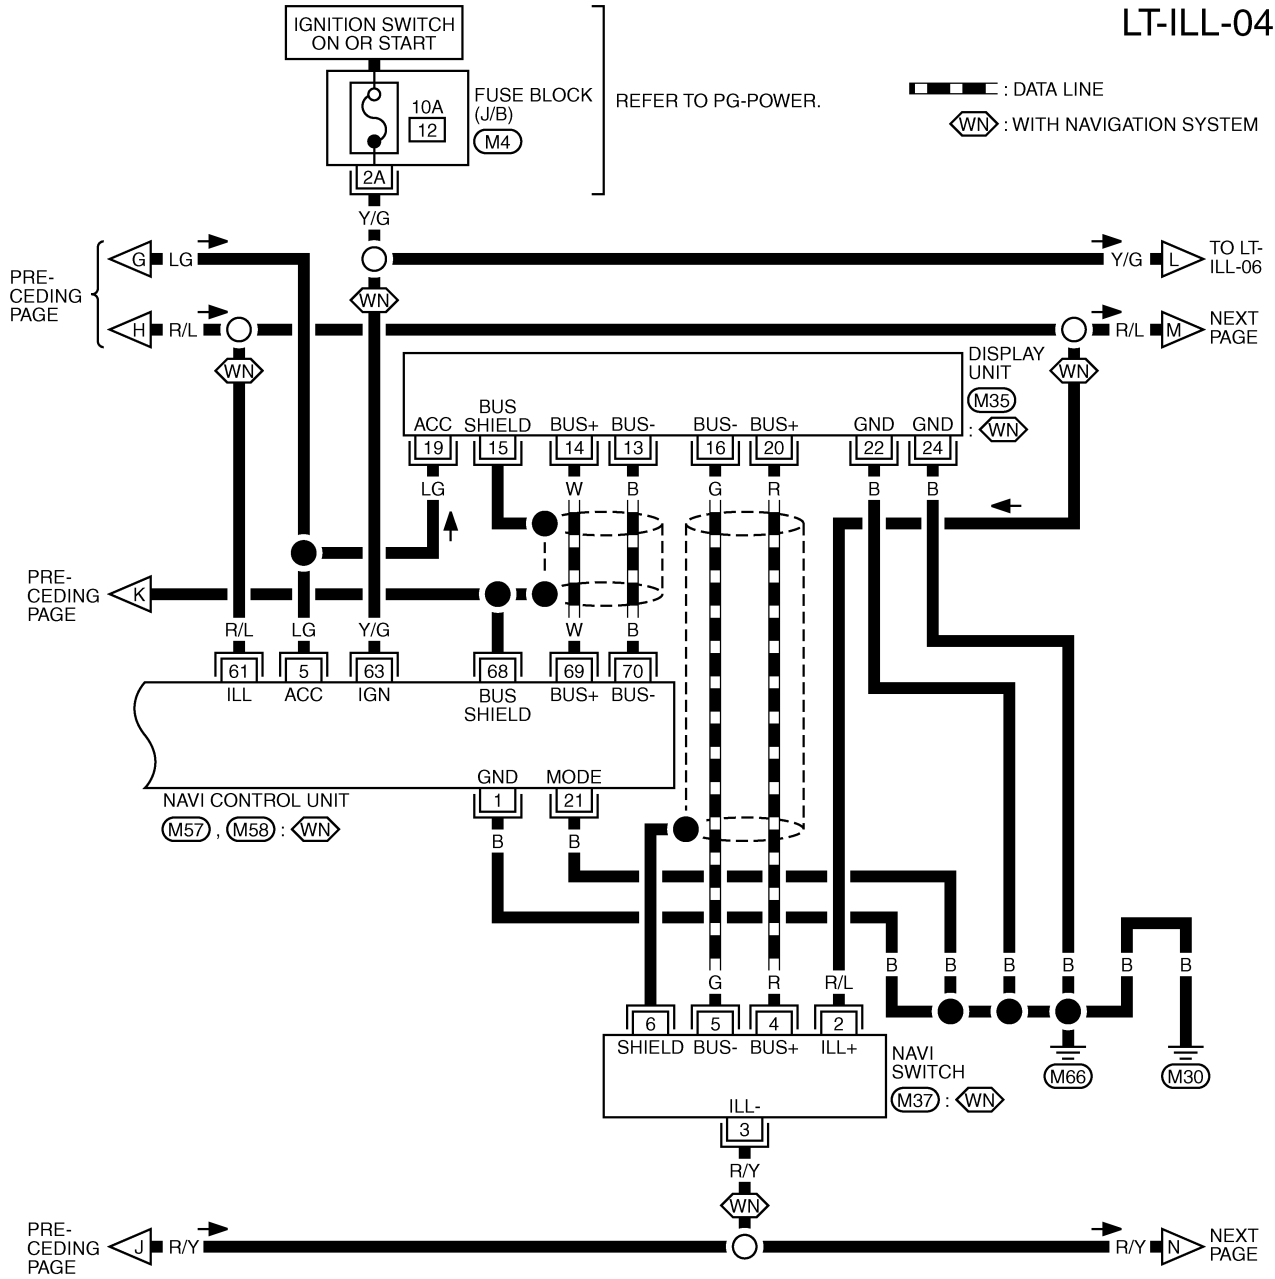 LT-ILL-04
IGNITION SWITCH
ON OR START
10A
12
FUSE BLOCK
(J/B)
M4
REFER TO PG-POWER.
: DATA LINE
WN : WITH NAVIGATION SYSTEM
2A
Y/G
PRE-
CEDING
PAGE
G LG
Y/G L
TO LT-
ILL-06
WN
H R/L
R/L M
NEXT
PAGE
WN
WN
DISPLAY
UNIT
M35
: WN
ACC
BUS
SHIELD
BUS+ BUS- BUS- BUS+ GND GND
19 15 14 13 16 20 22 24
LG W B G R B B
PRE-
CEDING
PAGE
K
R/L LG Y/G W B
61 5 63 68 69 70
ILL ACC IGN BUS
SHIELD
BUS+ BUS-
GND MODE
1 21
NAVI CONTROL UNIT
M57 , M58 : WN
B B
B B B B B B
G R R/L
6 5 4 2
SHIELD BUS- BUS+ ILL+
NAVI
SWITCH
M37 : WN
M66 M30
ILL-
3
R/Y
WN
PRE-
CEDING
PAGE
J R/Y
R/Y N
NEXT
PAGE